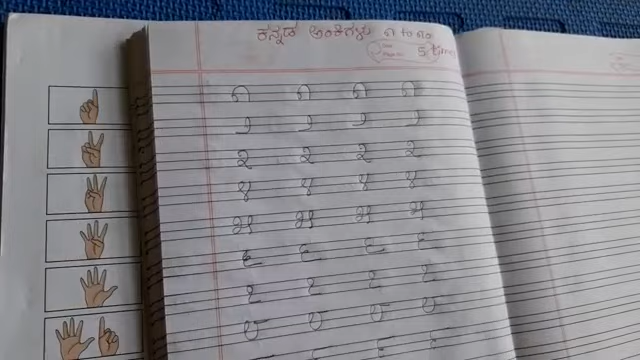 ಕನ್ನಡ ಅಂಕೆಗಳು ೧ to ೧೦
5 times
೧ ೧ ೧ ೧
೨ ೨ ೨ ೨
೩ ೩ ೩ ೩
೪ ೪ ೪ ೪
೫ ೫ ೫ ೫
೬ ೬ ೬ ೬
೭ ೭ ೭ ೭
೮ ೮ ೮ ೮